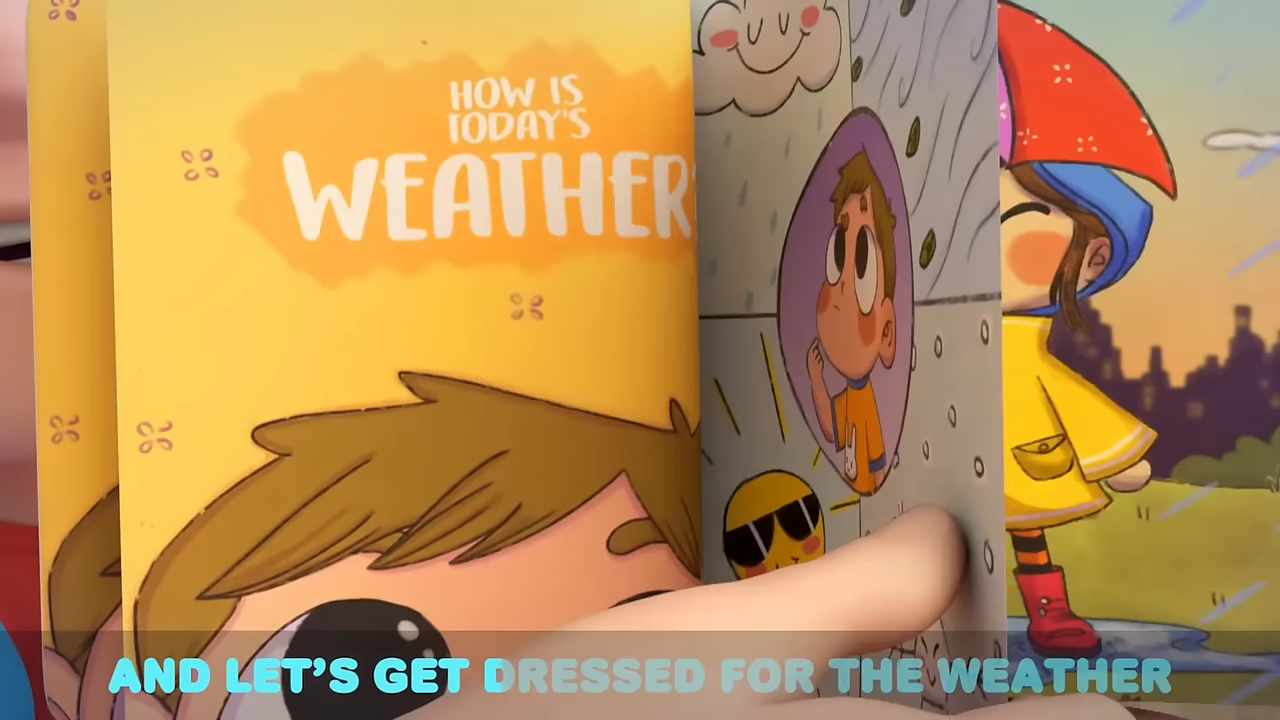 HOW IS
TODAY'S
WEATHER?
AND LET'S GET DRESSED FOR THE WEATHER